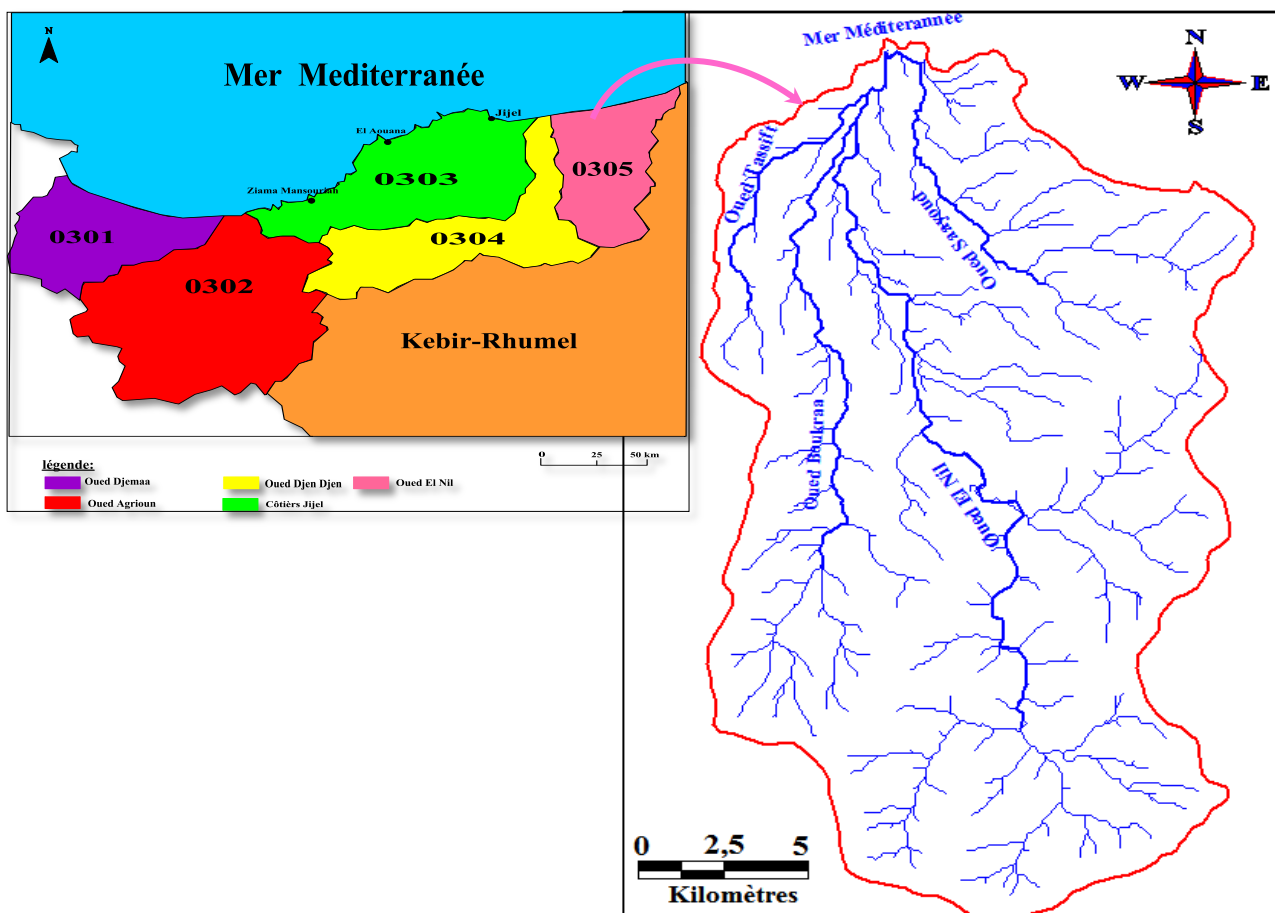 N
Mer Mediterranée
Jijel
El Aouana
Ziama Mansouriah
0301
0302
0303
0304
0305
Kebir-Rhumel
0 25 50 km
légende:
Oued Djemaa
Oued Djen Djen
Oued El Nil
Oued Agrioun
Côtièrs Jijel
Mer Méditerannée
N
W E
S
Oued Tassift
Oued Saayoud
Oued Boukraa
Oued El Nil
0 2,5 5
Kilomètres